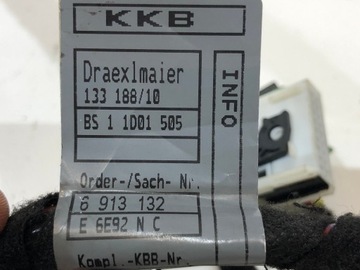 KKB
Draexlmaier
133 188/10
BS 1 1D01 505
INFO
Order-/Sach- Nr.
6 913 132
E 6E92 N C
Kompl.-KBB-Nr.